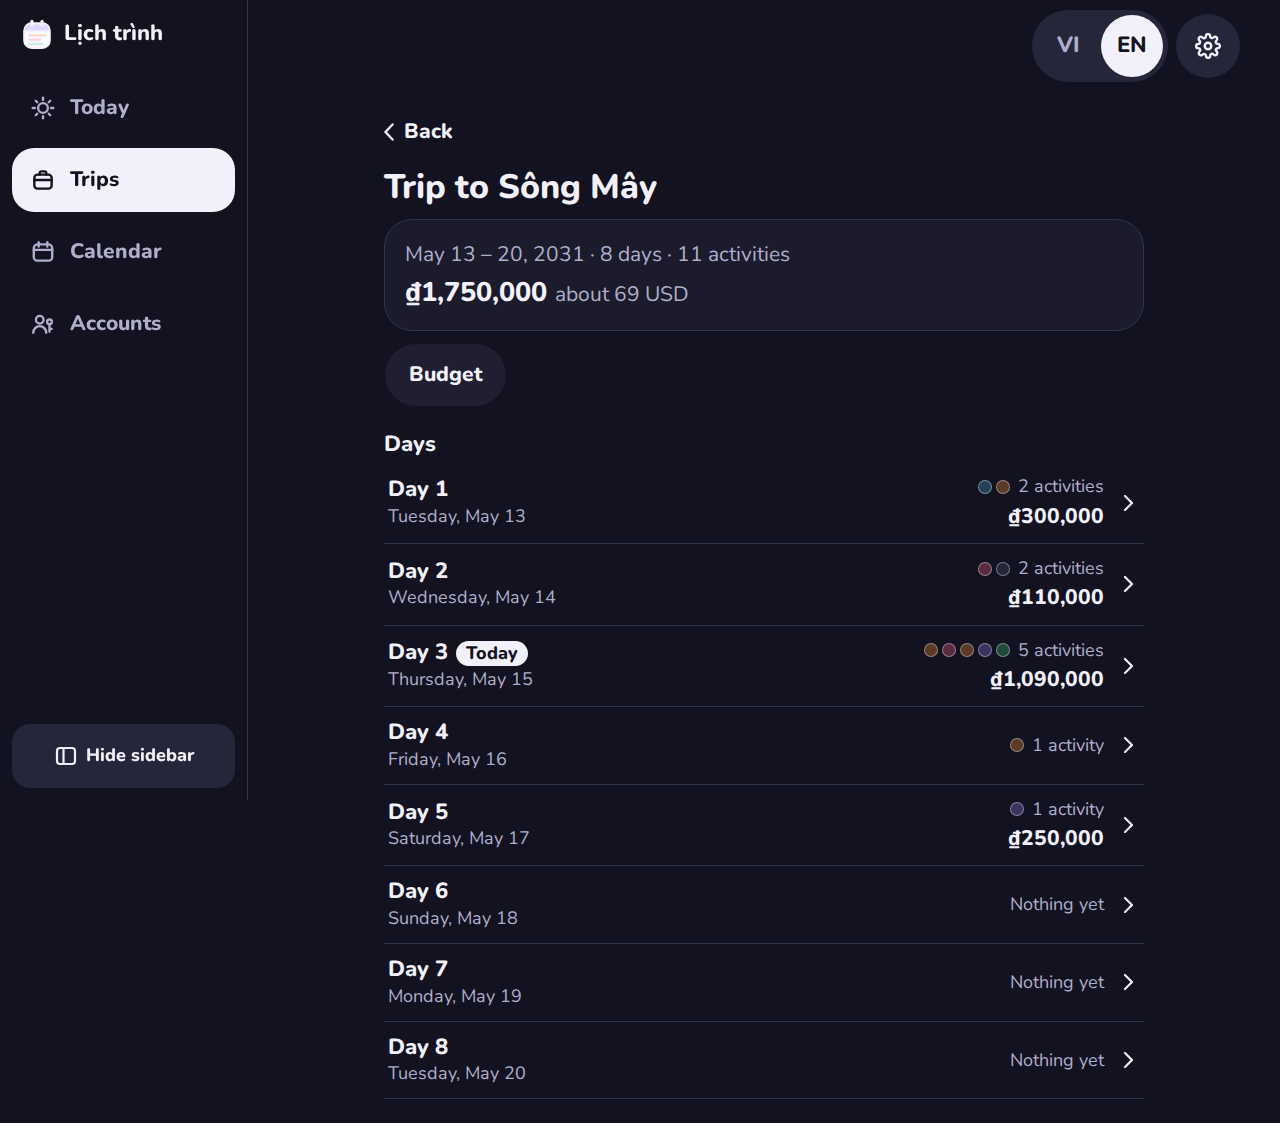 Lịch trình
VI
EN
Today
Trips
Calendar
Accounts
Hide sidebar
Back
Trip to Sông Mây
May 13 – 20, 2031 · 8 days · 11 activities
₫1,750,000 about 69 USD
Budget
Days
Day 1
Tuesday, May 13
2 activities
₫300,000
Day 2
Wednesday, May 14
2 activities
₫110,000
Day 3 Today
Thursday, May 15
5 activities
₫1,090,000
Day 4
Friday, May 16
1 activity
Day 5
Saturday, May 17
1 activity
₫250,000
Day 6
Sunday, May 18
Nothing yet
Day 7
Monday, May 19
Nothing yet
Day 8
Tuesday, May 20
Nothing yet